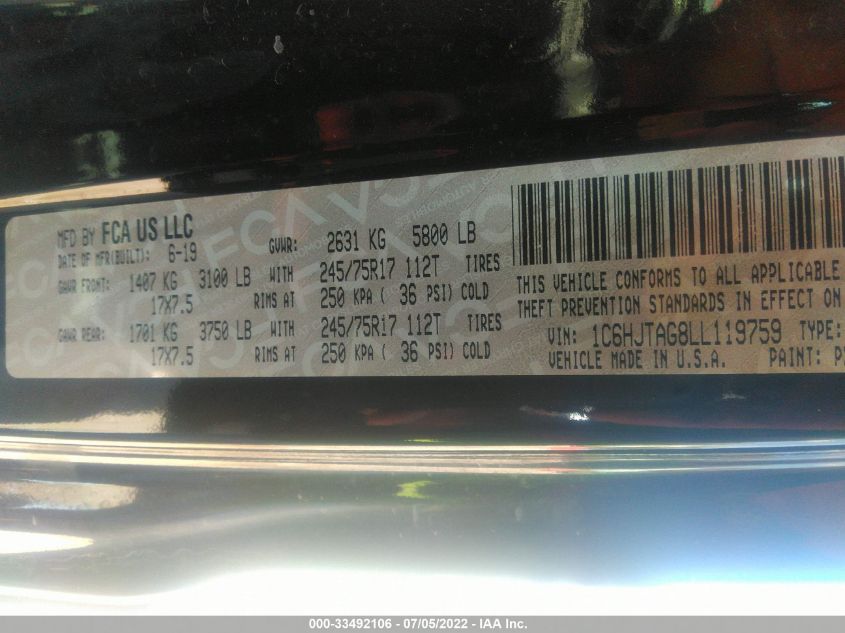 MFD BY FCA US LLC
DATE OF MFR(BUILT): 6-19 GVWR: 2631 KG 5800 LB
GAWR FRONT: 1407 KG 3100 LB WITH 245/75R17 112T TIRES
17X7.5 RIMS AT 250 KPA ( 36 PSI) COLD
GAWR REAR: 1701 KG 3750 LB WITH 245/75R17 112T TIRES
17X7.5 RIMS AT 250 KPA ( 36 PSI) COLD
THIS VEHICLE CONFORMS TO ALL APPLICABLE
THEFT PREVENTION STANDARDS IN EFFECT ON
VIN: 1C6HJTAG8LL119759 TYPE:
VEHICLE MADE IN U.S.A. PAINT:
000-33492106 / 07/05/2022 - IAA Inc.